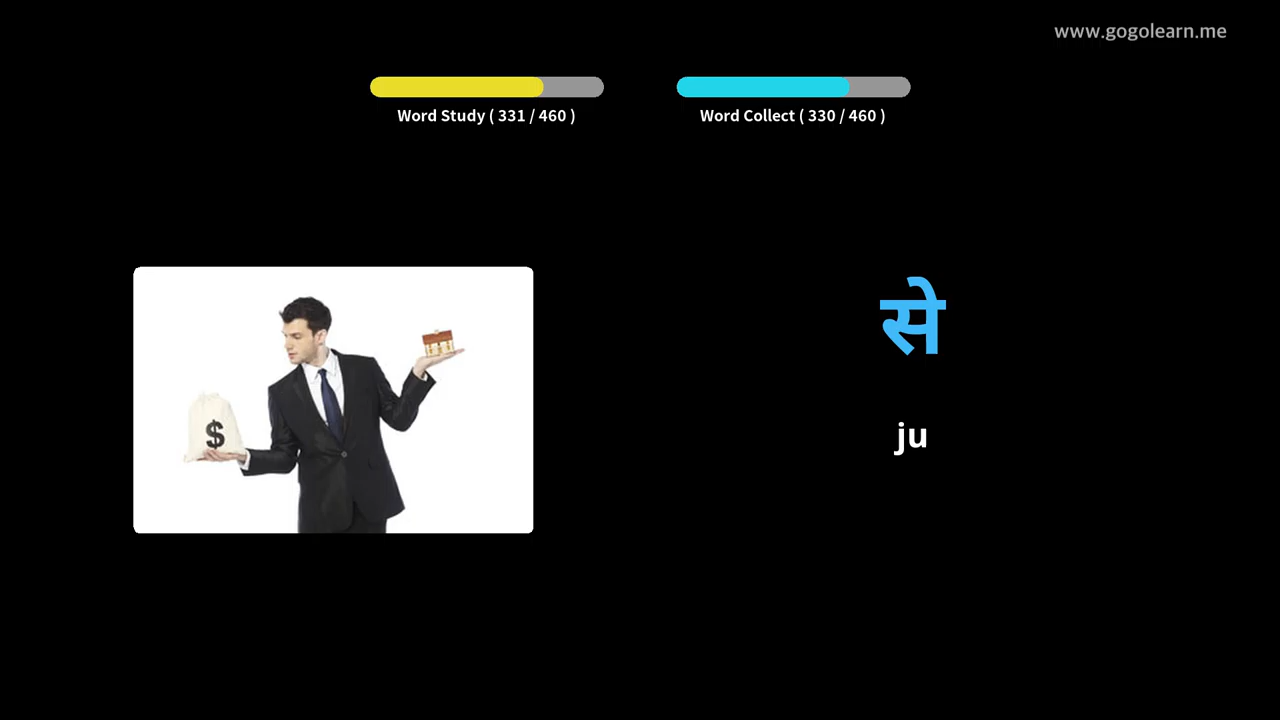 www.gogolearn.me
Word Study ( 331 / 460 )
Word Collect ( 330 / 460 )
$
से
ju